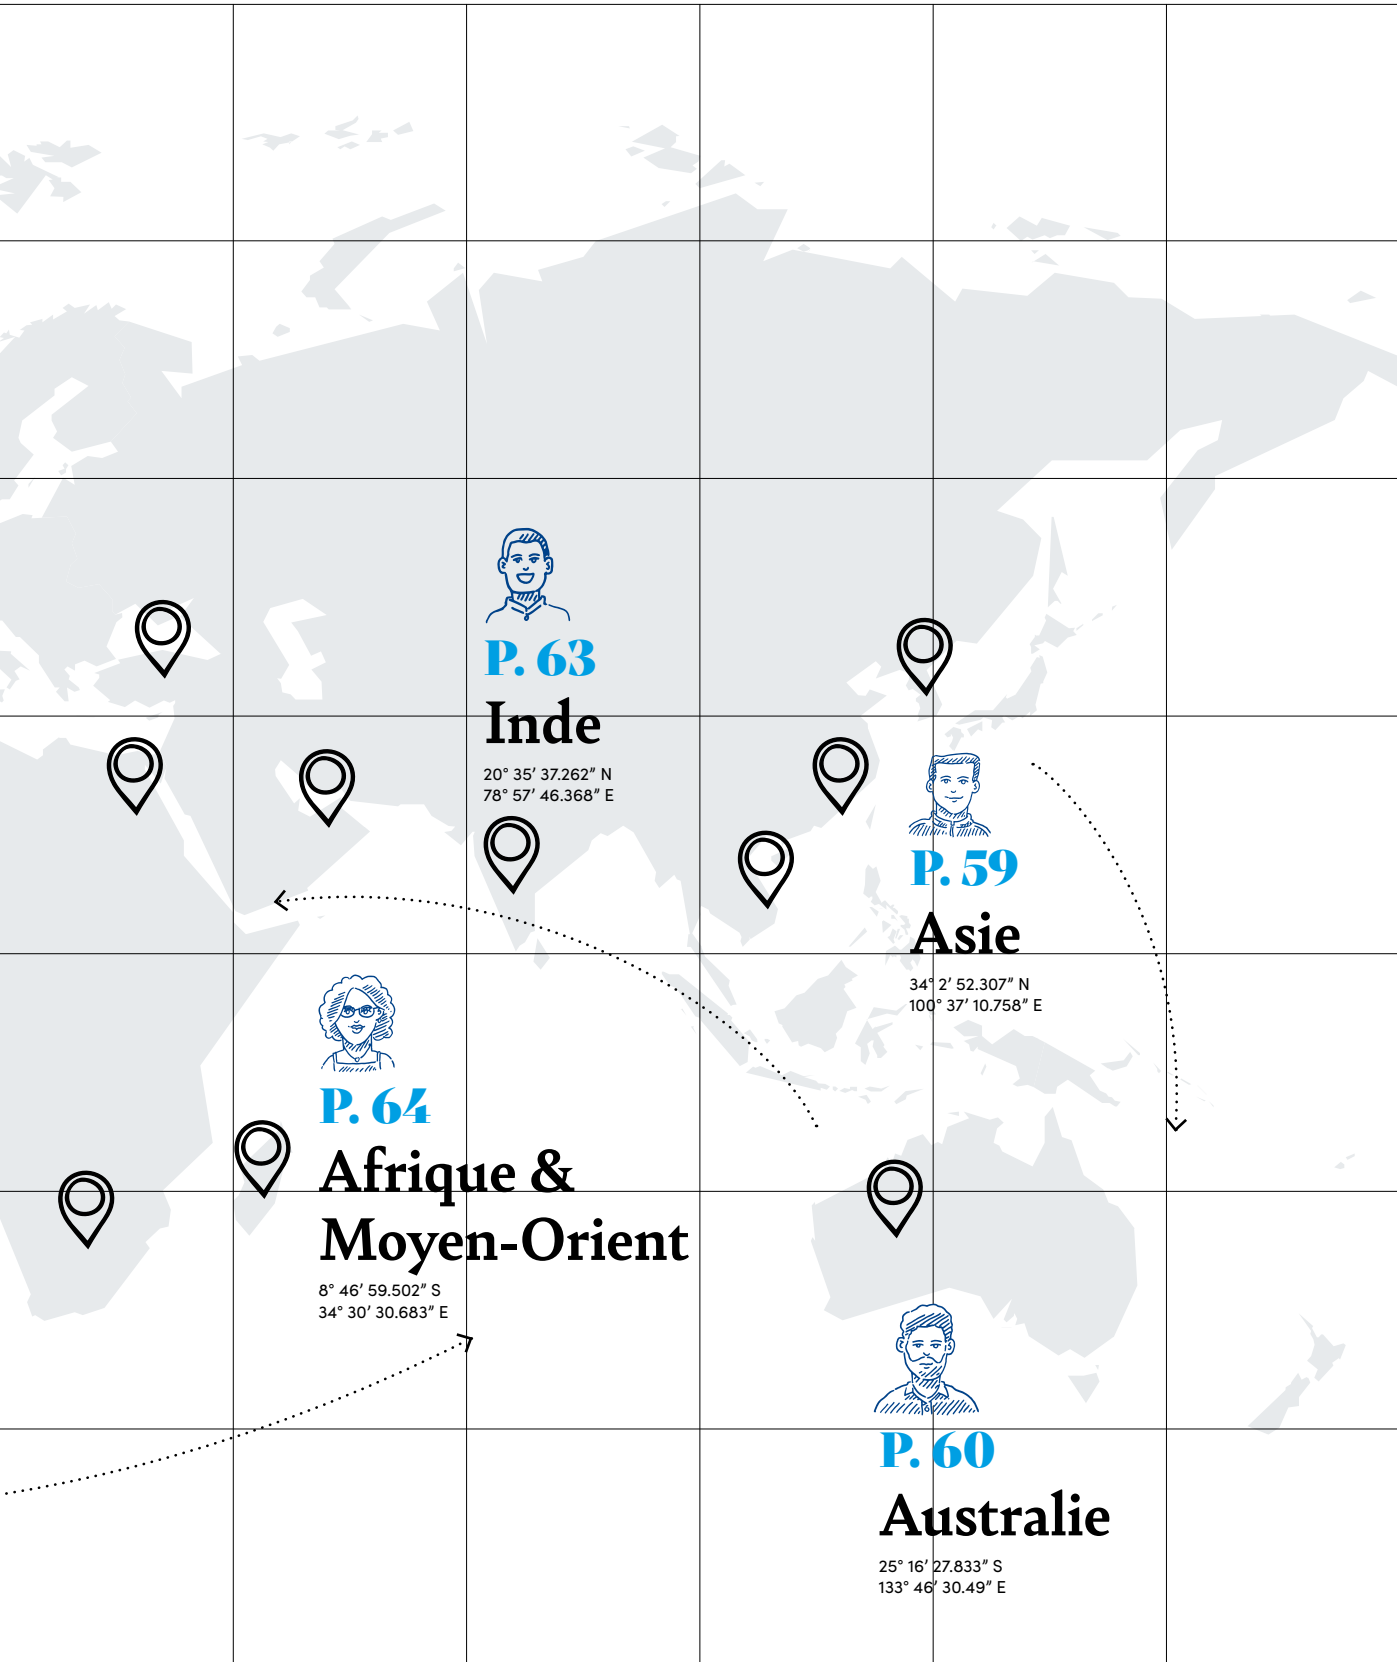 P. 63
Inde
20° 35’ 37.262” N
78° 57’ 46.368” E
P. 59
Asie
34° 2’ 52.307” N
100° 37’ 10.758” E
P. 64
Afrique &
Moyen-Orient
8° 46’ 59.502” S
34° 30’ 30.683” E
P. 60
Australie
25° 16’ 27.833” S
133° 46’ 30.49” E